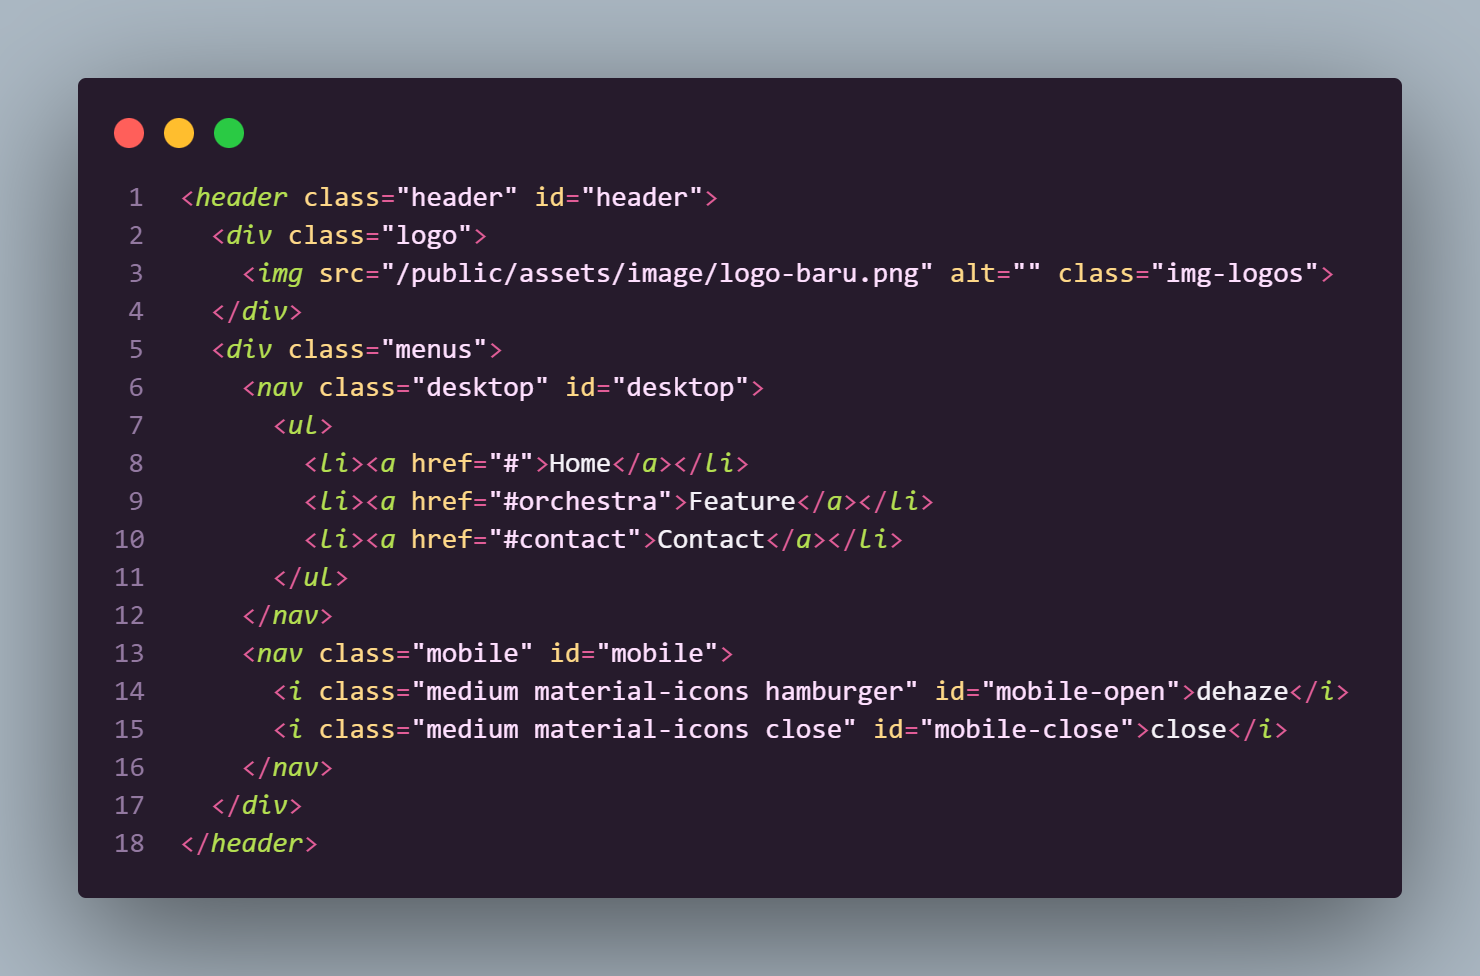 1 <header class="header" id="header">
2   <div class="logo">
3     <img src="/public/assets/image/logo-baru.png" alt="" class="img-logos">
4   </div>
5   <div class="menus">
6     <nav class="desktop" id="desktop">
7       <ul>
8         <li><a href="#">Home</a></li>
9         <li><a href="#orchestra">Feature</a></li>
10         <li><a href="#contact">Contact</a></li>
11       </ul>
12     </nav>
13     <nav class="mobile" id="mobile">
14       <i class="medium material-icons hamburger" id="mobile-open">dehaze</i>
15       <i class="medium material-icons close" id="mobile-close">close</i>
16     </nav>
17   </div>
18 </header>